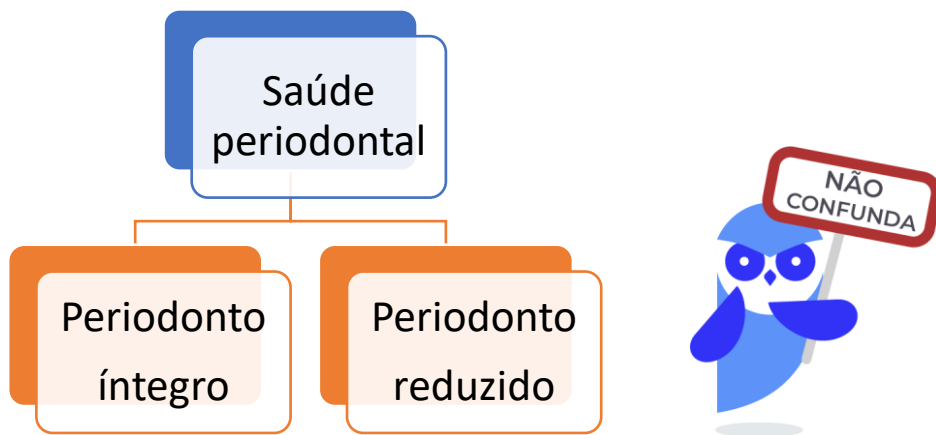 Saúde
periodontal
NÃO
CONFUNDA
Periodonto
íntegro
Periodonto
reduzido